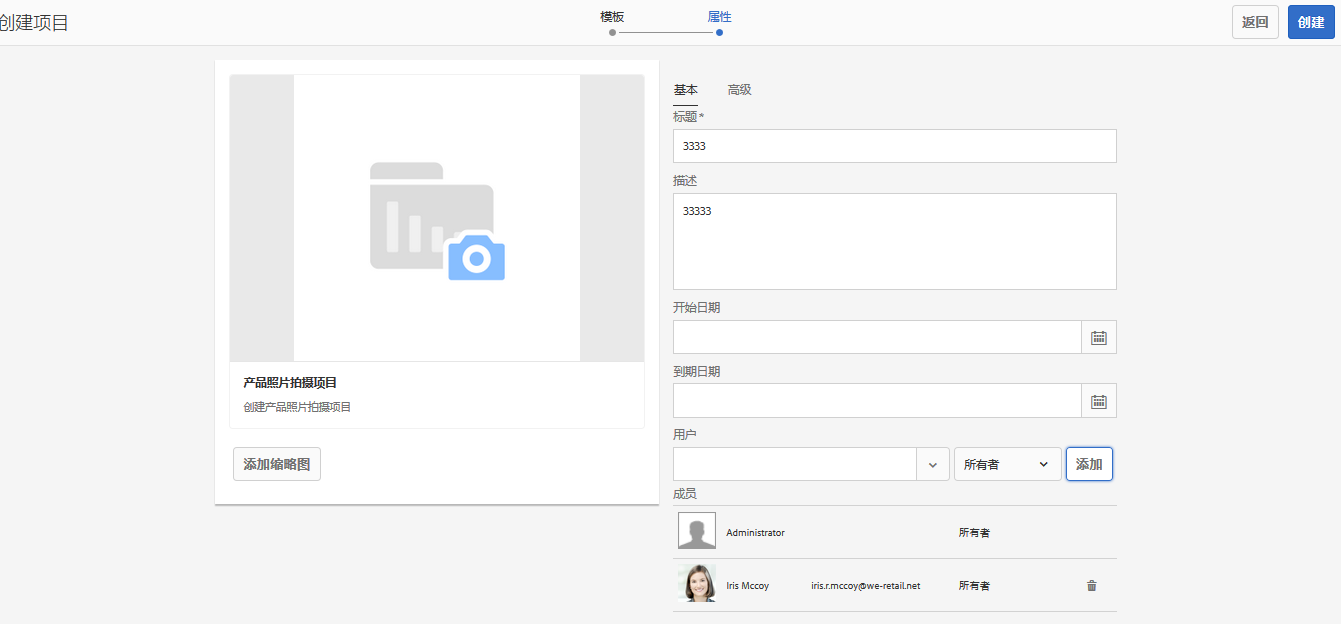 创建项目
模板
属性
返回
创建
产品照片拍摄项目
创建产品照片拍摄项目
添加缩略图
基本
高级
标题*
3333
描述
33333
开始日期
到期日期
用户
所有者
添加
成员
Administrator 所有者
Iris Mccoy iris.r.mccoy@we-retail.net 所有者